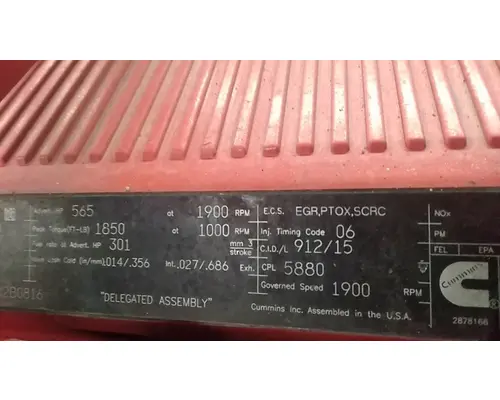 Advert. HP 565 at 1900 RPM
Peak Torque(FT-LB) 1850 at 1000 RPM
Fuel rate at Advert. HP 301 mm 3 stroke
Valve Lash Cold (in/mm) .014/.356 Int. .027/.686 Exh.
"DELEGATED ASSEMBLY"
E.C.S. EGR,PTOX,SCRC
Inj. Timing Code 06
C.I.D./L 912/15
CPL 5880
Governed Speed 1900 RPM
Cummins Inc. Assembled in the U.S.A.
NOx
PM
FEL EPA
Cummins
2878166